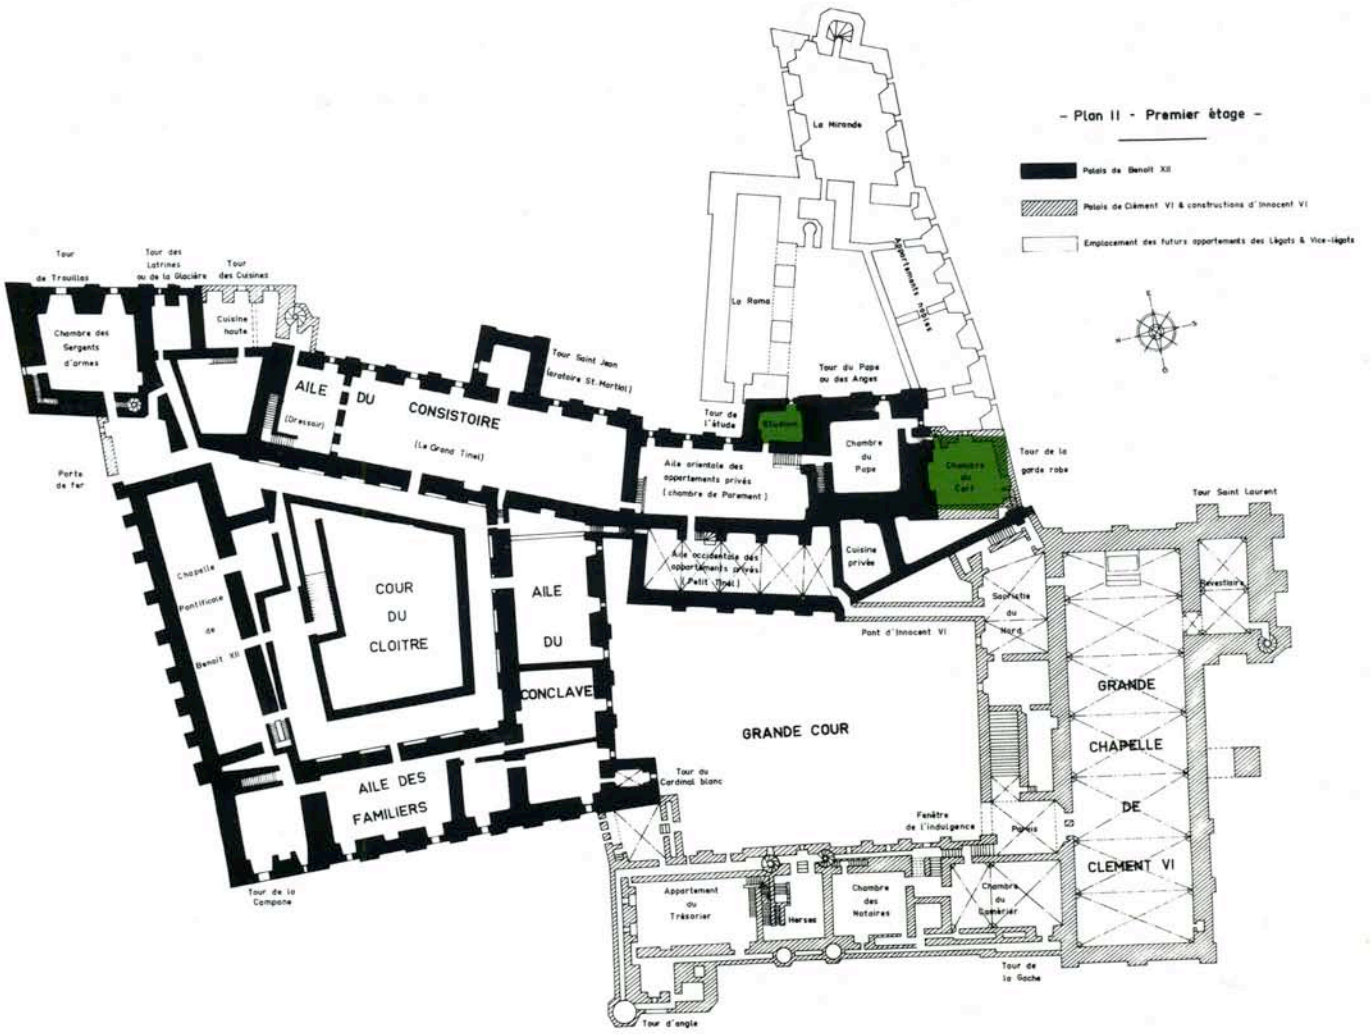 – Plan II - Premier étage –
Palais de Benoît XII
Palais de Clément VI & constructions d'Innocent VI
Emplacement des futurs appartements des Légats & Vice-légats
La Mirande
Appartements nobles
La Roma
Tour
de Trouillas
Tour des
Latrines
ou de la Glacière
Tour
des Cuisines
Cuisine
haute
Chambre des
Sergents
d'armes
Tour Saint Jean
(oratoire St. Martial)
AILE
(Dressoir)
DU
CONSISTOIRE
(Le Grand Tinel)
Tour du Pape
ou des Anges
Tour de
l'étude
Studium
Chambre
du
Pape
Chambre
du
Cerf
Tour de la
garde robe
Tour Saint Laurent
Aile orientale des
appartements privés
(chambre de Parement)
Porte
de fer
Aile occidentale des
appartements privés
(Petit Tinel)
Cuisine
privée
Revestiaire
Sacristie
du
Nord
Pont d'Innocent VI
Chapelle
Pontificale
de
Benoît XII
COUR
DU
CLOITRE
AILE
DU
CONCLAVE
GRANDE COUR
GRANDE
CHAPELLE
DE
CLEMENT VI
AILE DES
FAMILIERS
Tour du
Cardinal blanc
Fenêtre
de l'indulgence
Parvis
Tour de la
Campane
Appartement
du
Trésorier
Herses
Chambre
des
Notaires
Chambre
du
Camérier
Tour de
la Gache
Tour d'angle